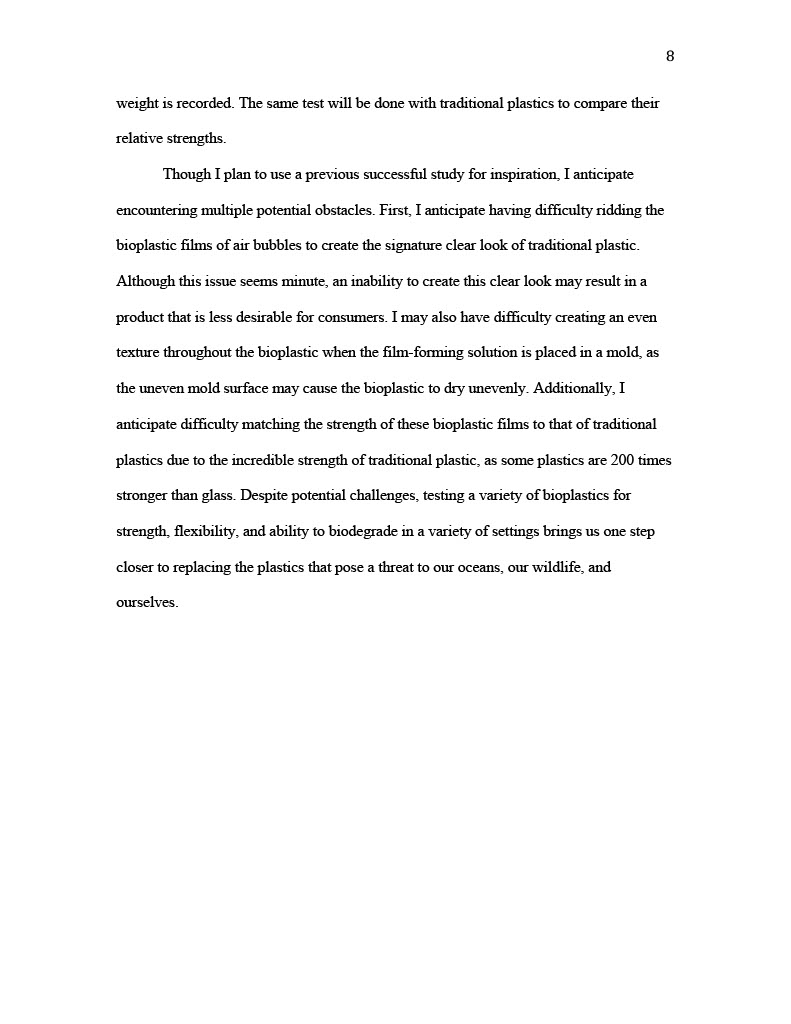 8
weight is recorded. The same test will be done with traditional plastics to compare their
relative strengths.
Though I plan to use a previous successful study for inspiration, I anticipate
encountering multiple potential obstacles. First, I anticipate having difficulty ridding the
bioplastic films of air bubbles to create the signature clear look of traditional plastic.
Although this issue seems minute, an inability to create this clear look may result in a
product that is less desirable for consumers. I may also have difficulty creating an even
texture throughout the bioplastic when the film-forming solution is placed in a mold, as
the uneven mold surface may cause the bioplastic to dry unevenly. Additionally, I
anticipate difficulty matching the strength of these bioplastic films to that of traditional
plastics due to the incredible strength of traditional plastic, as some plastics are 200 times
stronger than glass. Despite potential challenges, testing a variety of bioplastics for
strength, flexibility, and ability to biodegrade in a variety of settings brings us one step
closer to replacing the plastics that pose a threat to our oceans, our wildlife, and
ourselves.